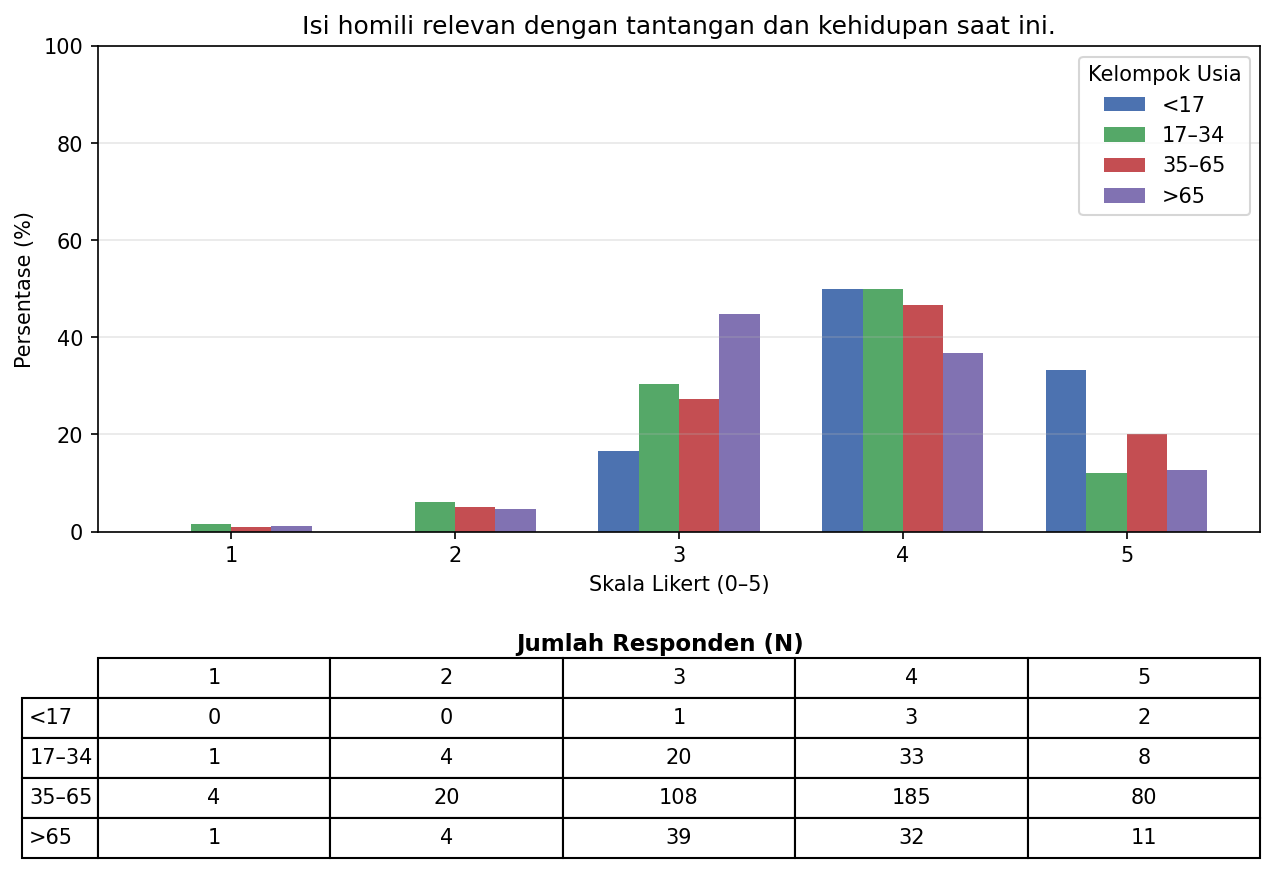 Isi homili relevan dengan tantangan dan kehidupan saat ini.
100
80
60
40
20
0
Persentase (%)
Kelompok Usia
<17
17–34
35–65
>65
1 2 3 4 5
Skala Likert (0–5)
Jumlah Responden (N)
1 2 3 4 5
<17 0 0 1 3 2
17–34 1 4 20 33 8
35–65 4 20 108 185 80
>65 1 4 39 32 11